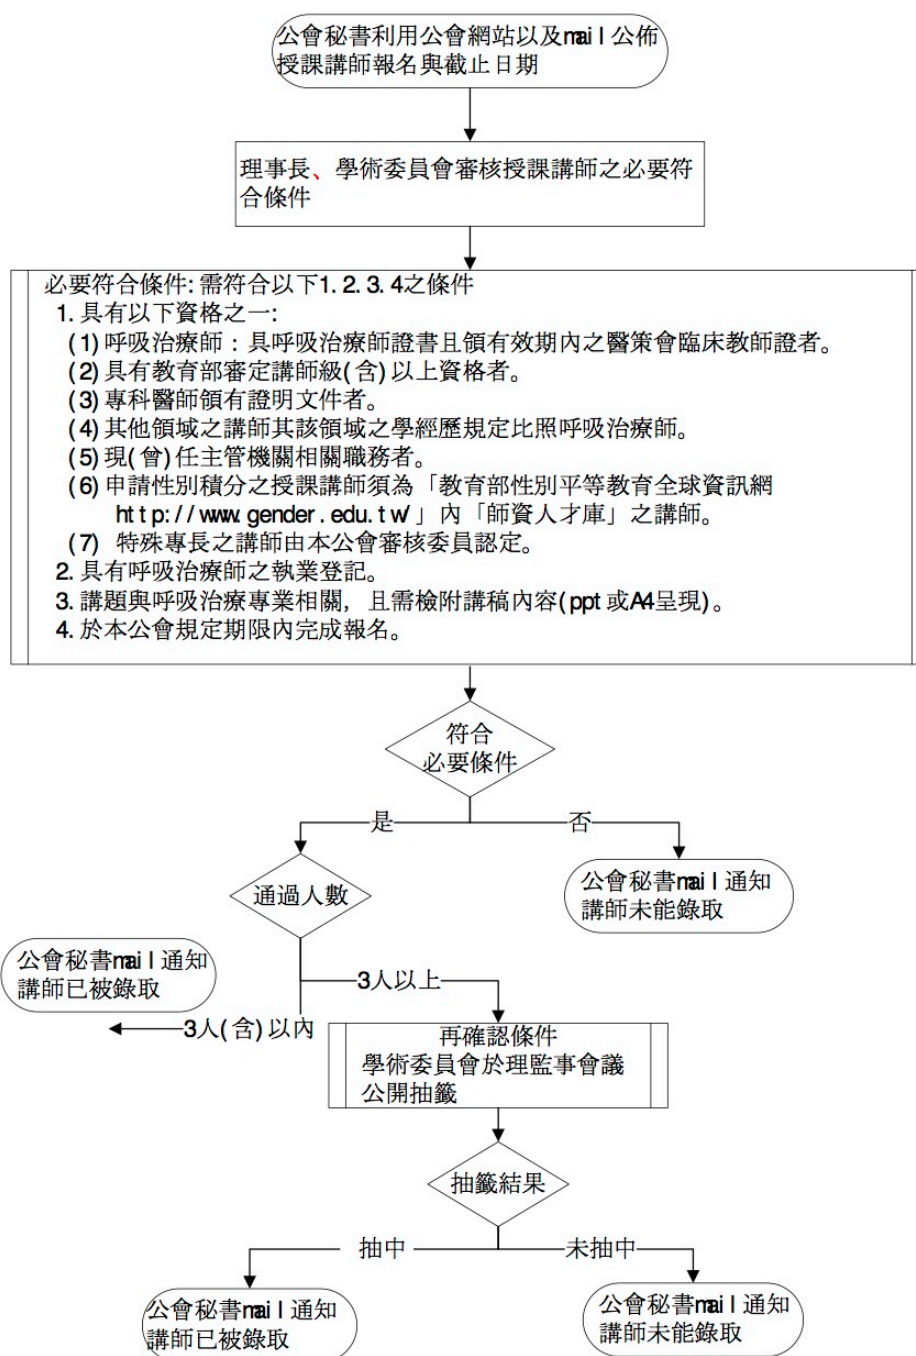 公會秘書利用公會網站以及mail公佈
授課講師報名與截止日期
理事長、學術委員會審核授課講師之必要符
合條件
必要符合條件:需符合以下1.2.3.4之條件
1.具有以下資格之一:
(1)呼吸治療師：具呼吸治療師證書且領有效期內之醫策會臨床教師證者。
(2)具有教育部審定講師級(含)以上資格者。
(3)專科醫師領有證明文件者。
(4)其他領域之講師其該領域之學經歷規定比照呼吸治療師。
(5)現(曾)任主管機關相關職務者。
(6)申請性別積分之授課講師須為「教育部性別平等教育全球資訊網
http://www.gender.edu.tw/」內「師資人才庫」之講師。
(7) 特殊專長之講師由本公會審核委員認定。
2.具有呼吸治療師之執業登記。
3.講題與呼吸治療專業相關，且需檢附講稿內容(ppt或A4呈現)。
4.於本公會規定期限內完成報名。
符合
必要條件
是
否
通過人數
公會秘書mail通知
講師未能錄取
公會秘書mail通知
講師已被錄取
3人以上
3人(含)以內
再確認條件
學術委員會於理監事會議
公開抽籤
抽籤結果
抽中
未抽中
公會秘書mail通知
講師已被錄取
公會秘書mail通知
講師未能錄取